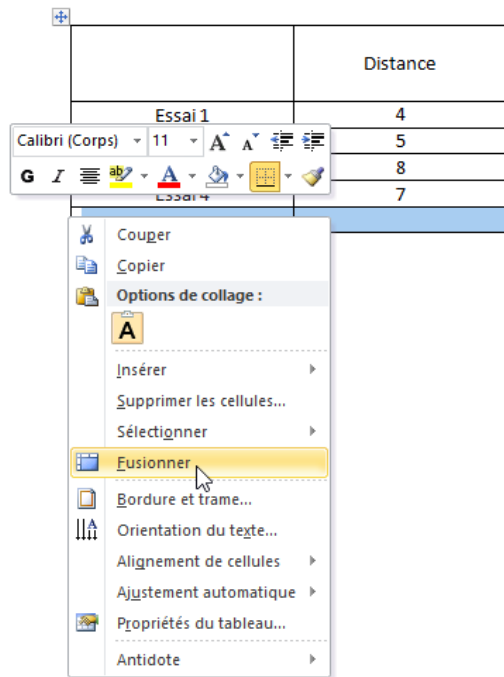 Distance
Essai 1 4
Calibri (Corps) 11 A A 5
G I ab A 8
Essai 4 7
Couper
Copier
Options de collage :
A
Insérer
Supprimer les cellules...
Sélectionner
Fusionner
Bordure et trame...
Orientation du texte...
Alignement de cellules
Ajustement automatique
Propriétés du tableau...
Antidote